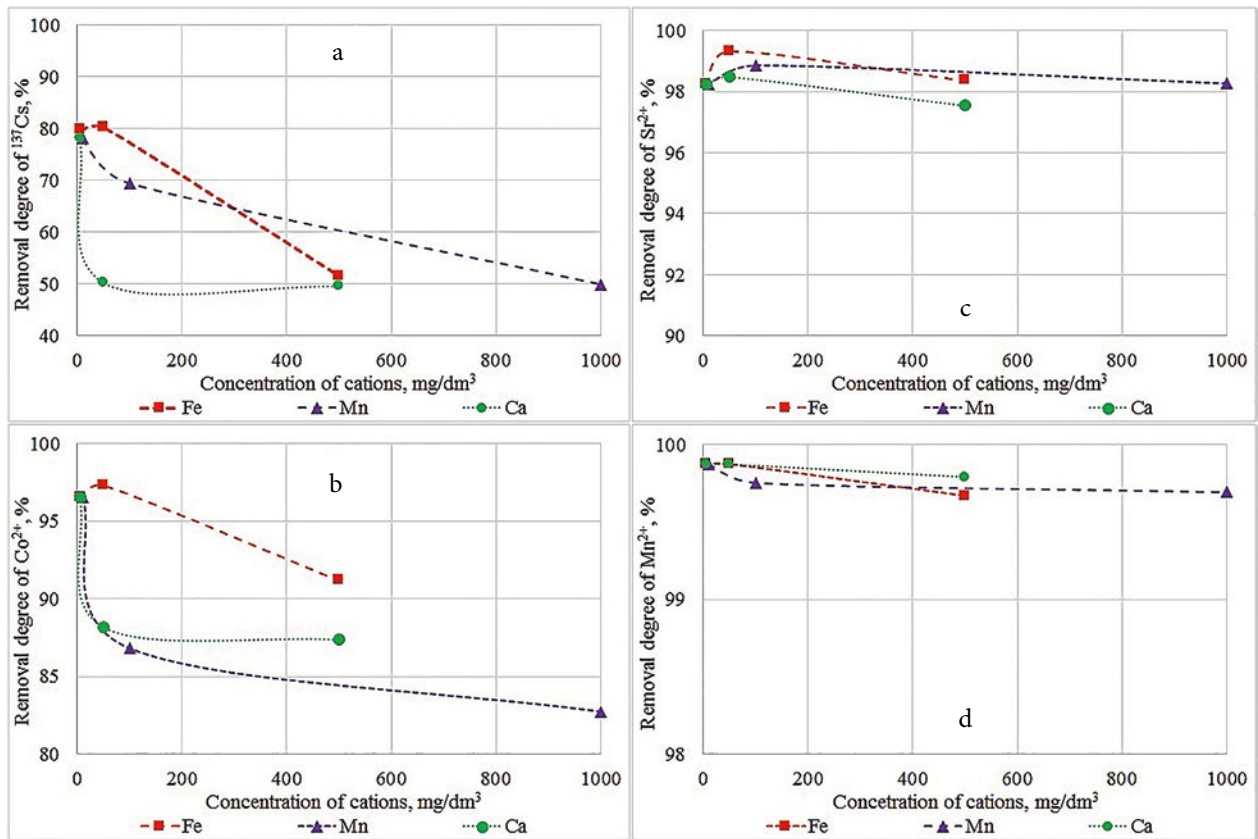 a
Removal degree of ¹³⁷Cs, %
100
90
80
70
60
50
40
0 200 400 600 800 1000
Concentration of cations, mg/dm³
Fe Mn Ca
c
Removal degree of Sr²⁺, %
100
98
96
94
92
90
0 200 400 600 800 1000
Concentration of cations, mg/dm³
Fe Mn Ca
b
Removal degree of Co²⁺, %
100
95
90
85
80
0 200 400 600 800 1000
Concentration of cations, mg/dm³
Fe Mn Ca
d
Removal degree of Mn²⁺, %
100
99
98
0 200 400 600 800 1000
Concetration of cations, mg/dm³
Fe Mn Ca